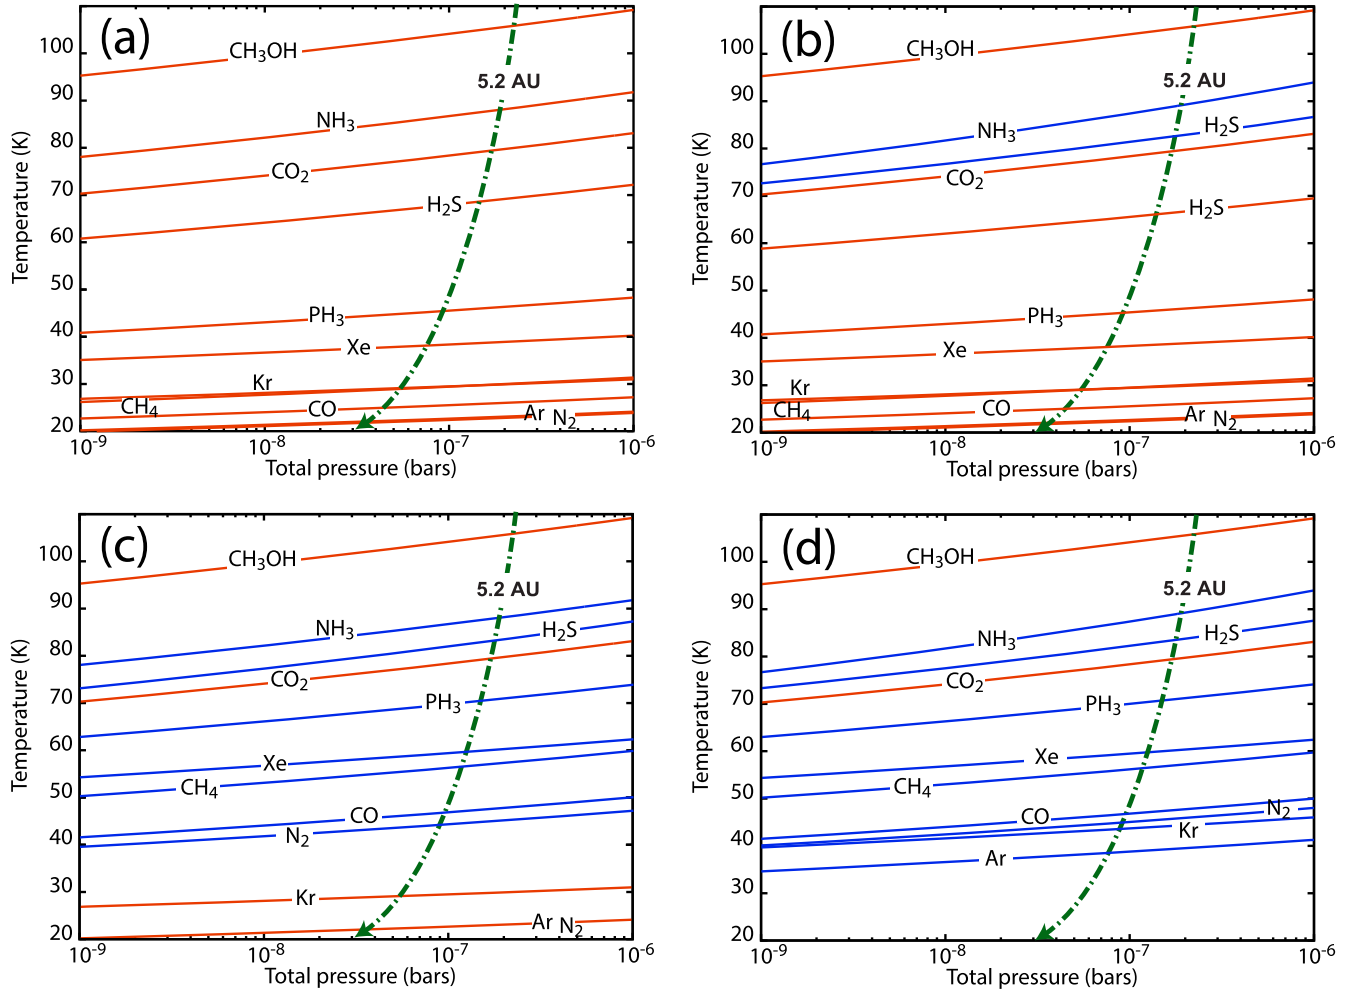 (a)
100
90
80
70
60
50
40
30
20
Temperature (K)
CH3OH
5.2 AU
NH3
CO2
H2S
PH3
Xe
Kr
CH4
CO
Ar N2
10-9 10-8 10-7 10-6
Total pressure (bars)
(b)
100
90
80
70
60
50
40
30
20
Temperature (K)
CH3OH
5.2 AU
NH3
H2S
CO2
H2S
PH3
Xe
Kr
CH4
CO
Ar N2
10-9 10-8 10-7 10-6
Total pressure (bars)
(c)
100
90
80
70
60
50
40
30
20
Temperature (K)
CH3OH
5.2 AU
NH3
H2S
CO2
PH3
Xe
CH4
CO
N2
Kr
Ar N2
10-9 10-8 10-7 10-6
Total pressure (bars)
(d)
100
90
80
70
60
50
40
30
20
Temperature (K)
CH3OH
5.2 AU
NH3
H2S
CO2
PH3
Xe
CH4
CO
N2
Kr
Ar
10-9 10-8 10-7 10-6
Total pressure (bars)